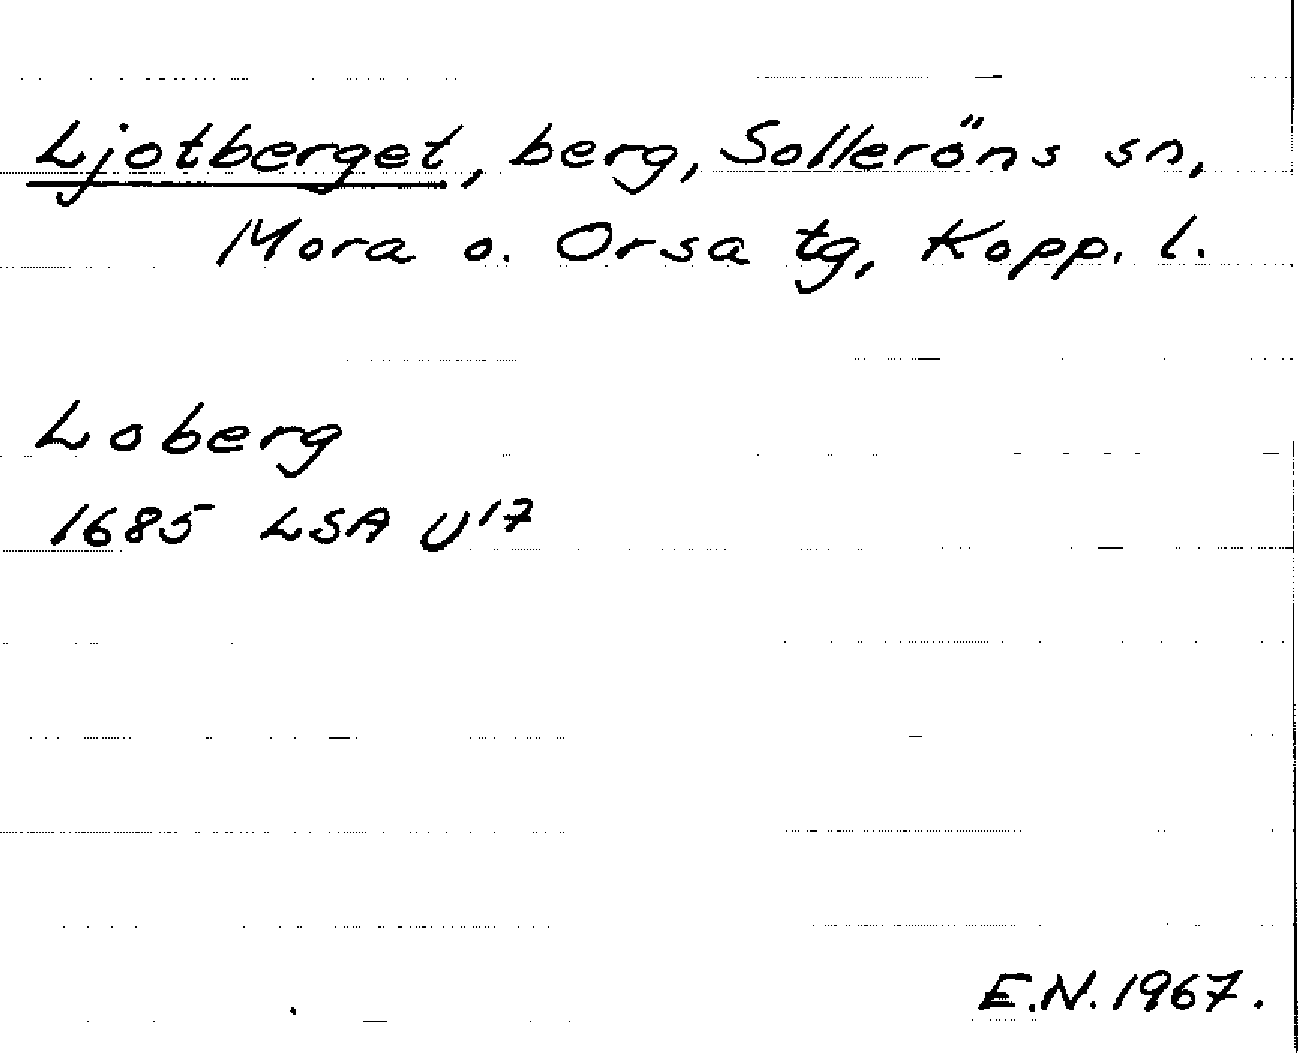 Ljotberget, berg, Solleröns sn,
Mora o. Orsa tg, Kopp. l.
Loberg
1685 LSA U17
E.N. 1967.